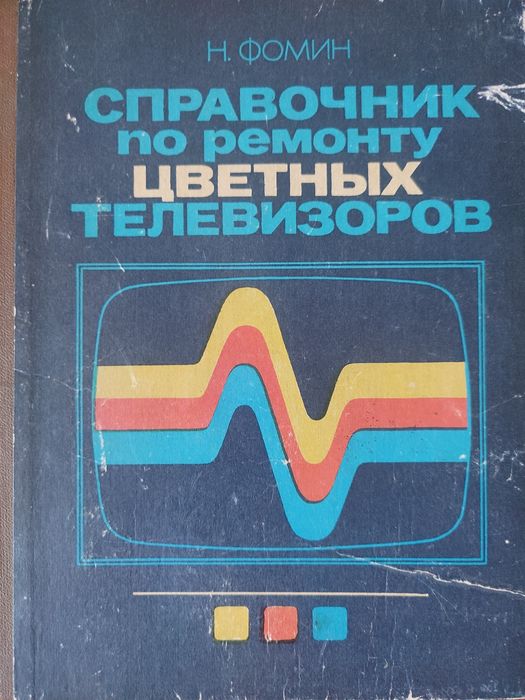 Н. ФОМИН
СПРАВОЧНИК
по ремонту
ЦВЕТНЫХ
ТЕЛЕВИЗОРОВ